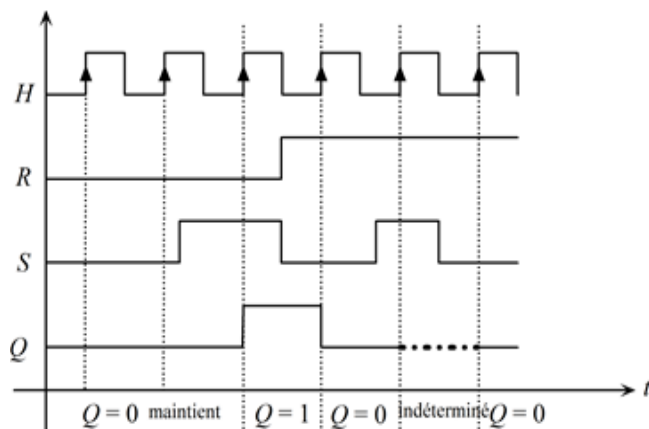 H
R
S
Q
t
Q = 0 maintient Q = 1 Q = 0 indéterminé Q = 0